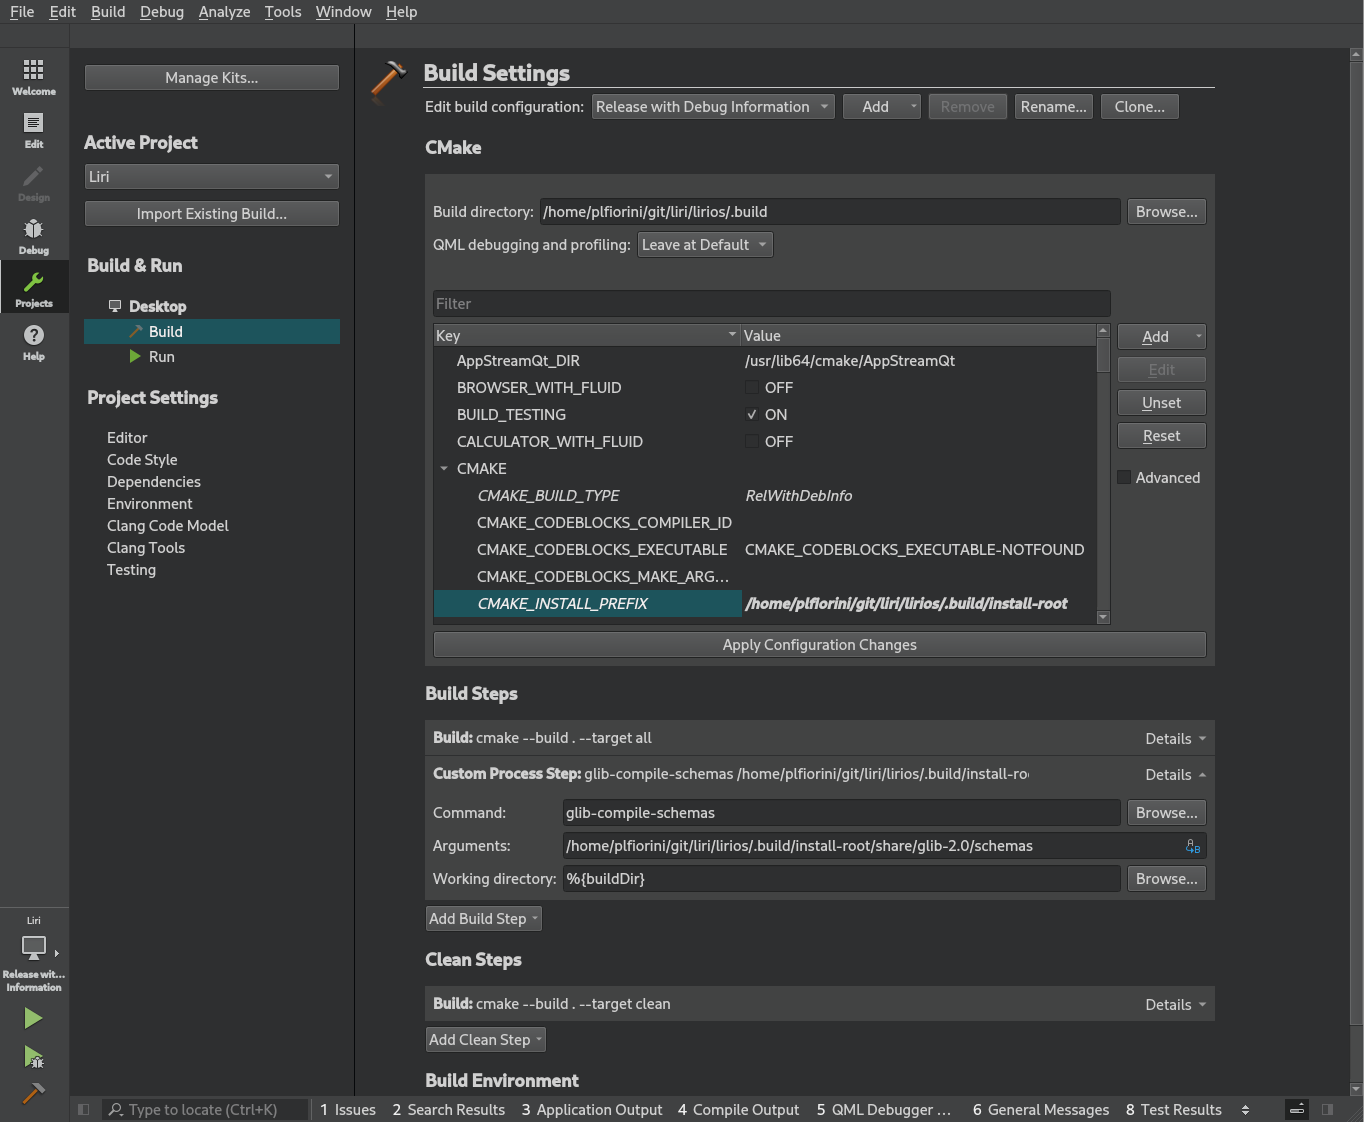 File Edit Build Debug Analyze Tools Window Help
Welcome
Edit
Design
Debug
Projects
Help
Liri
Release wit...
Information
Manage Kits...
Active Project
Liri
Import Existing Build...
Build & Run
Desktop
Build
Run
Project Settings
Editor
Code Style
Dependencies
Environment
Clang Code Model
Clang Tools
Testing
Build Settings
Edit build configuration: Release with Debug Information Add Remove Rename... Clone...
CMake
Build directory: /home/plfiorini/git/liri/lirios/.build Browse...
QML debugging and profiling: Leave at Default
Filter
Key Value
AppStreamQt_DIR /usr/lib64/cmake/AppStreamQt
BROWSER_WITH_FLUID OFF
BUILD_TESTING ON
CALCULATOR_WITH_FLUID OFF
CMAKE
CMAKE_BUILD_TYPE RelWithDebInfo
CMAKE_CODEBLOCKS_COMPILER_ID
CMAKE_CODEBLOCKS_EXECUTABLE CMAKE_CODEBLOCKS_EXECUTABLE-NOTFOUND
CMAKE_CODEBLOCKS_MAKE_ARG...
CMAKE_INSTALL_PREFIX /home/plfiorini/git/liri/lirios/.build/install-root
Add
Edit
Unset
Reset
Advanced
Apply Configuration Changes
Build Steps
Build: cmake --build . --target all Details
Custom Process Step: glib-compile-schemas /home/plfiorini/git/liri/lirios/.build/install-ro Details
Command: glib-compile-schemas Browse...
Arguments: /home/plfiorini/git/liri/lirios/.build/install-root/share/glib-2.0/schemas
Working directory: %{buildDir} Browse...
Add Build Step
Clean Steps
Build: cmake --build . --target clean Details
Add Clean Step
Build Environment
Type to locate (Ctrl+K) 1 Issues 2 Search Results 3 Application Output 4 Compile Output 5 QML Debugger ... 6 General Messages 8 Test Results